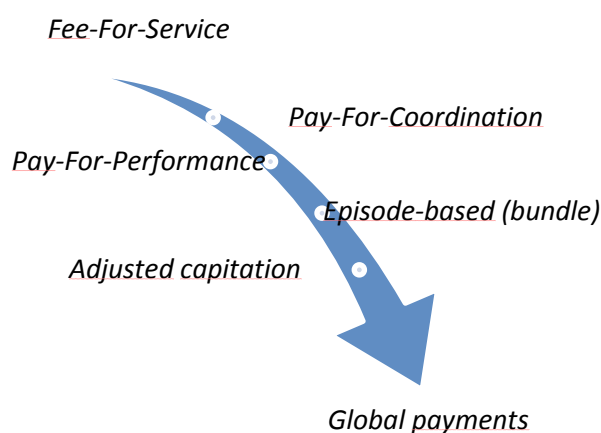 Fee-For-Service
Pay-For-Coordination
Pay-For-Performance
Episode-based (bundle)
Adjusted capitation
Global payments